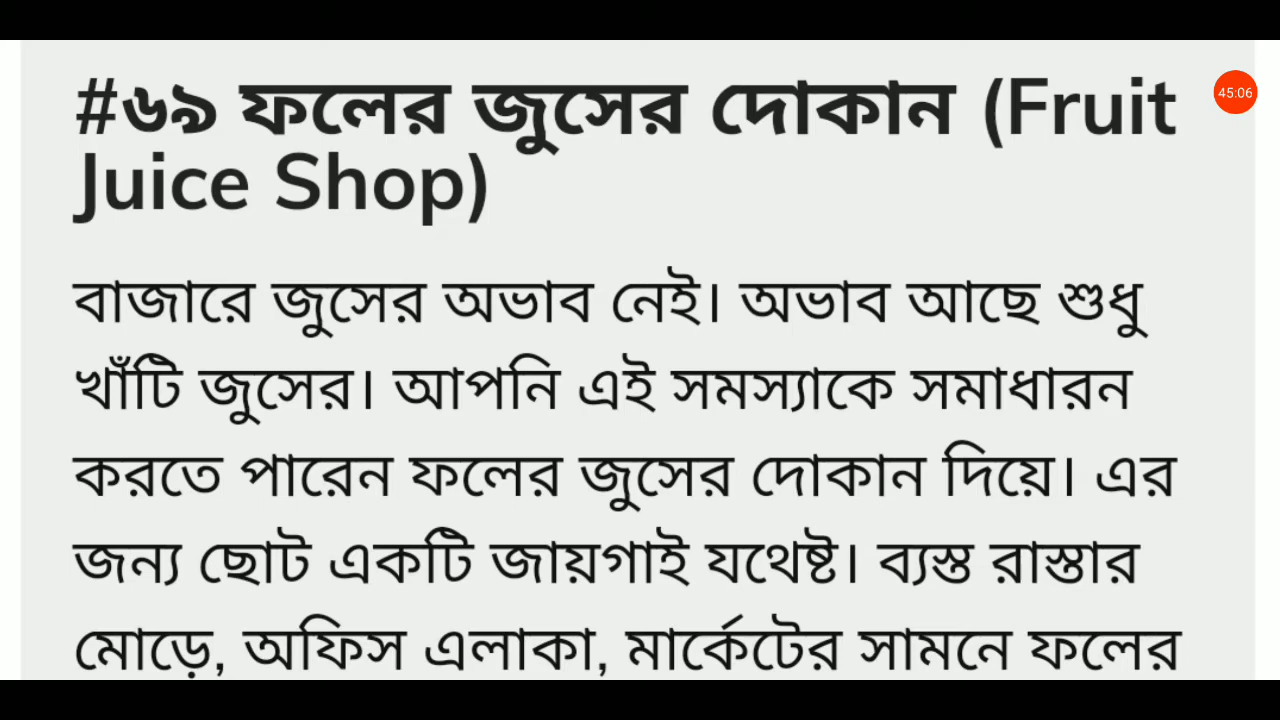 #৬৯ ফলের জুসের দোকান (Fruit
Juice Shop)
45:06
বাজারে জুসের অভাব নেই। অভাব আছে শুধু
খাঁটি জুসের। আপনি এই সমস্যাকে সমাধারন
করতে পারেন ফলের জুসের দোকান দিয়ে। এর
জন্য ছোট একটি জায়গাই যথেষ্ট। ব্যস্ত রাস্তার
মোড়ে, অফিস এলাকা, মার্কেটের সামনে ফলের